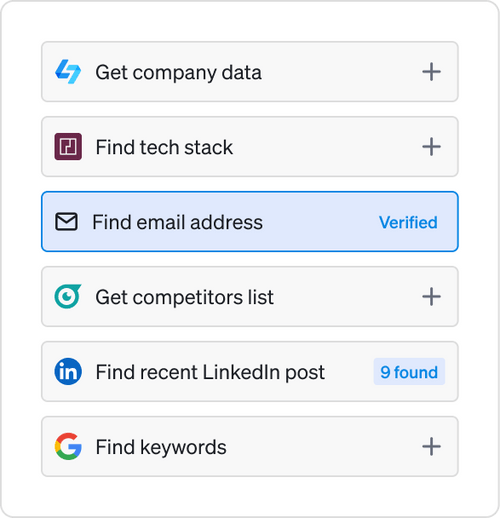 Get company data
Find tech stack
Find email address Verified
Get competitors list
Find recent LinkedIn post 9 found
Find keywords